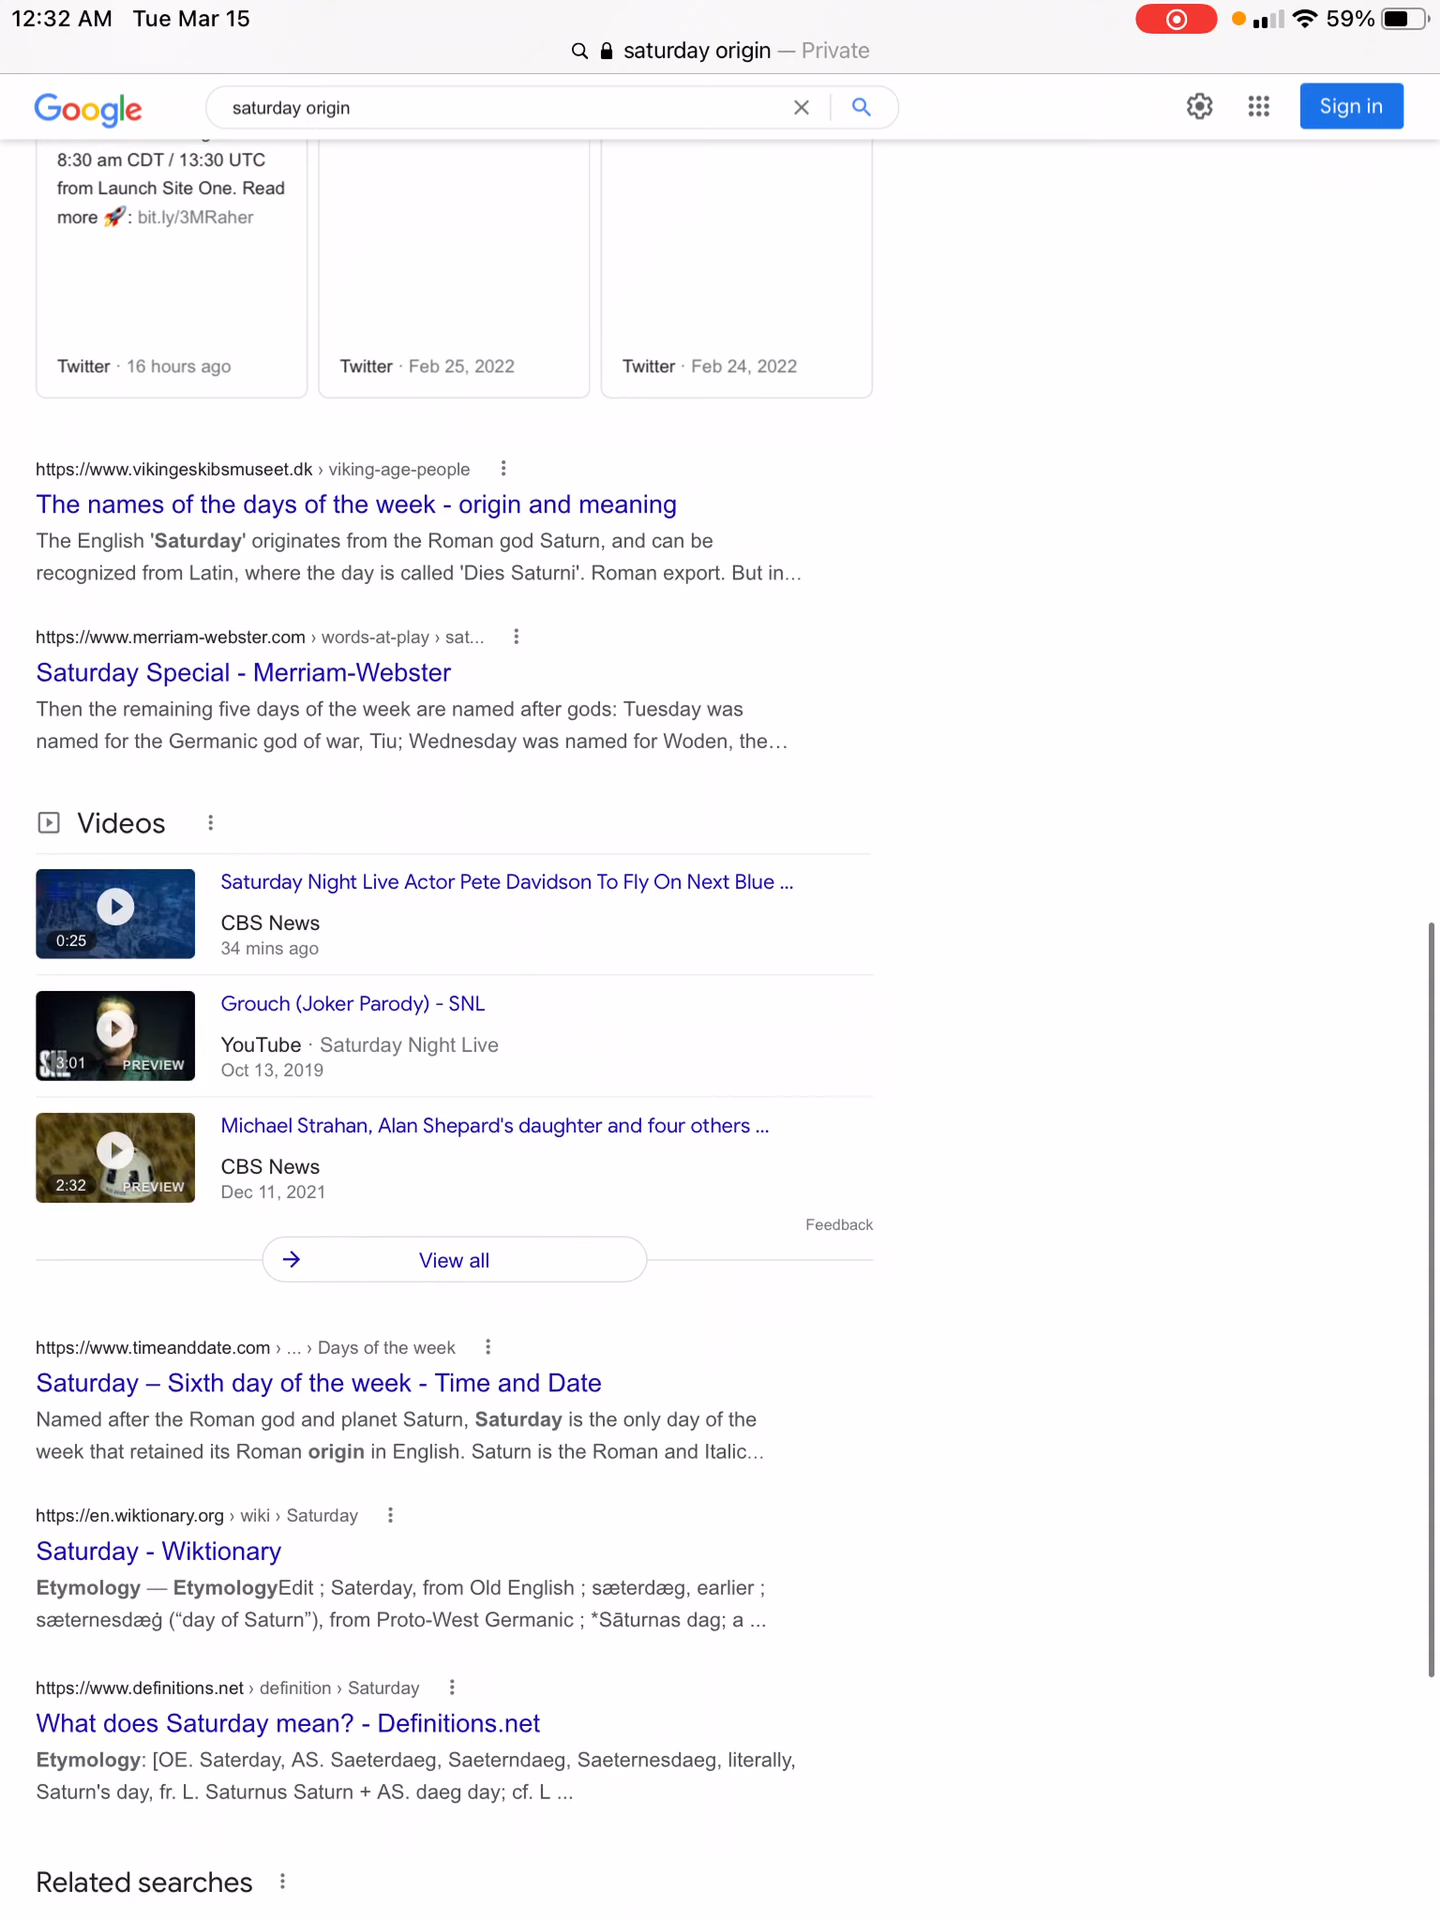 12:32 AM Tue Mar 15
59%
saturday origin — Private
Google
saturday origin
Sign in
8:30 am CDT / 13:30 UTC
from Launch Site One. Read
more 🚀: bit.ly/3MRaher
Twitter · 16 hours ago
Twitter · Feb 25, 2022
Twitter · Feb 24, 2022
https://www.vikingeskibsmuseet.dk › viking-age-people
The names of the days of the week - origin and meaning
The English 'Saturday' originates from the Roman god Saturn, and can be
recognized from Latin, where the day is called 'Dies Saturni'. Roman export. But in...
https://www.merriam-webster.com › words-at-play › sat...
Saturday Special - Merriam-Webster
Then the remaining five days of the week are named after gods: Tuesday was
named for the Germanic god of war, Tiu; Wednesday was named for Woden, the...
Videos
Saturday Night Live Actor Pete Davidson To Fly On Next Blue ...
CBS News
0:25
34 mins ago
Grouch (Joker Parody) - SNL
YouTube · Saturday Night Live
SNL
3:01
PREVIEW
Oct 13, 2019
Michael Strahan, Alan Shepard's daughter and four others ...
CBS News
2:32
PREVIEW
Dec 11, 2021
Feedback
View all
https://www.timeanddate.com › ... › Days of the week
Saturday – Sixth day of the week - Time and Date
Named after the Roman god and planet Saturn, Saturday is the only day of the
week that retained its Roman origin in English. Saturn is the Roman and Italic...
https://en.wiktionary.org › wiki › Saturday
Saturday - Wiktionary
Etymology — EtymologyEdit ; Saterday, from Old English ; sæterdæg, earlier ;
sæternesdæġ (“day of Saturn”), from Proto-West Germanic ; *Sāturnas dag; a ...
https://www.definitions.net › definition › Saturday
What does Saturday mean? - Definitions.net
Etymology: [OE. Saterday, AS. Saeterdaeg, Saeterndaeg, Saeternesdaeg, literally,
Saturn's day, fr. L. Saturnus Saturn + AS. daeg day; cf. L ...
Related searches